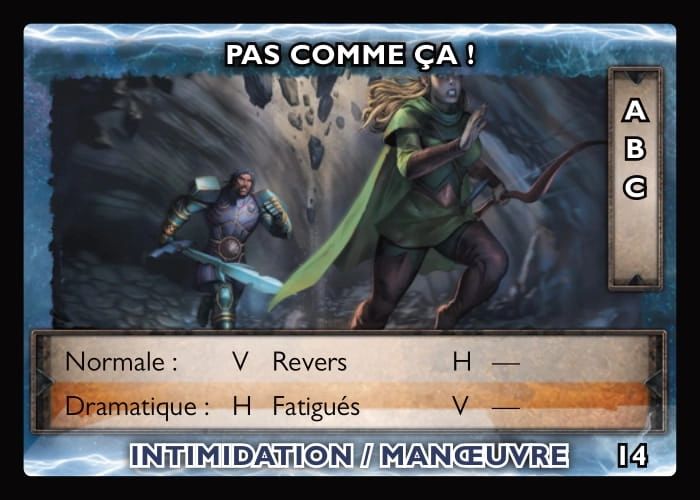 PAS COMME ÇA !
A
B
C
Normale : V Revers H —
Dramatique : H Fatigués V —
INTIMIDATION / MANŒUVRE 14